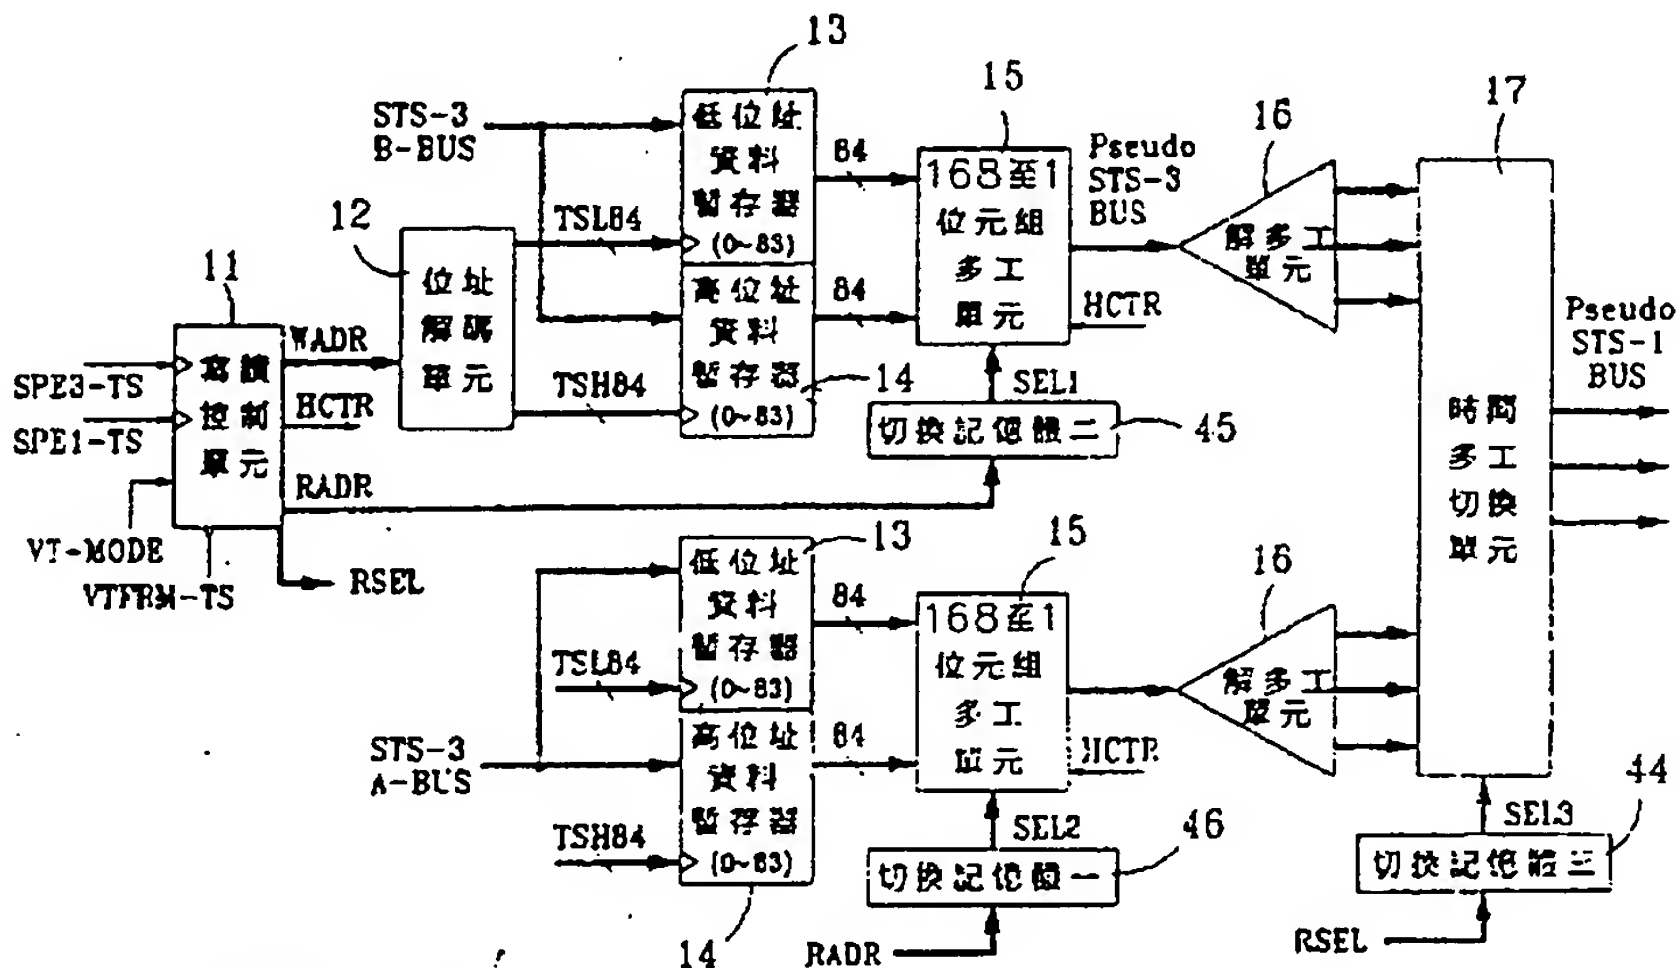 13
STS-3
B-BUS
低位址
資料
暫存器
(0~83)
84
15
168至1
位元組
多工
單元
Pseudo
STS-3
BUS
16
解多工
單元
17
12
位址
解碼
單元
TSL84
TSH84
高位址
資料
暫存器
(0~83)
84
14
HCTR
SEL1
切換記憶體二
45
11
寫讀
控制
單元
SPE3-TS
SPE1-TS
VT-MODE
VTFRM-TS
WADR
HCTR
RADR
RSEL
時間
多工
切換
單元
Pseudo
STS-1
BUS
13
低位址
資料
暫存器
(0~83)
TSL84
84
15
168至1
位元組
多工
單元
16
解多工
單元
STS-3
A-BUS
高位址
資料
暫存器
(0~83)
TSH84
84
14
HCTR
SEL2
切換記憶體一
46
RADR
SEL3
切換記憶體三
44
RSEL